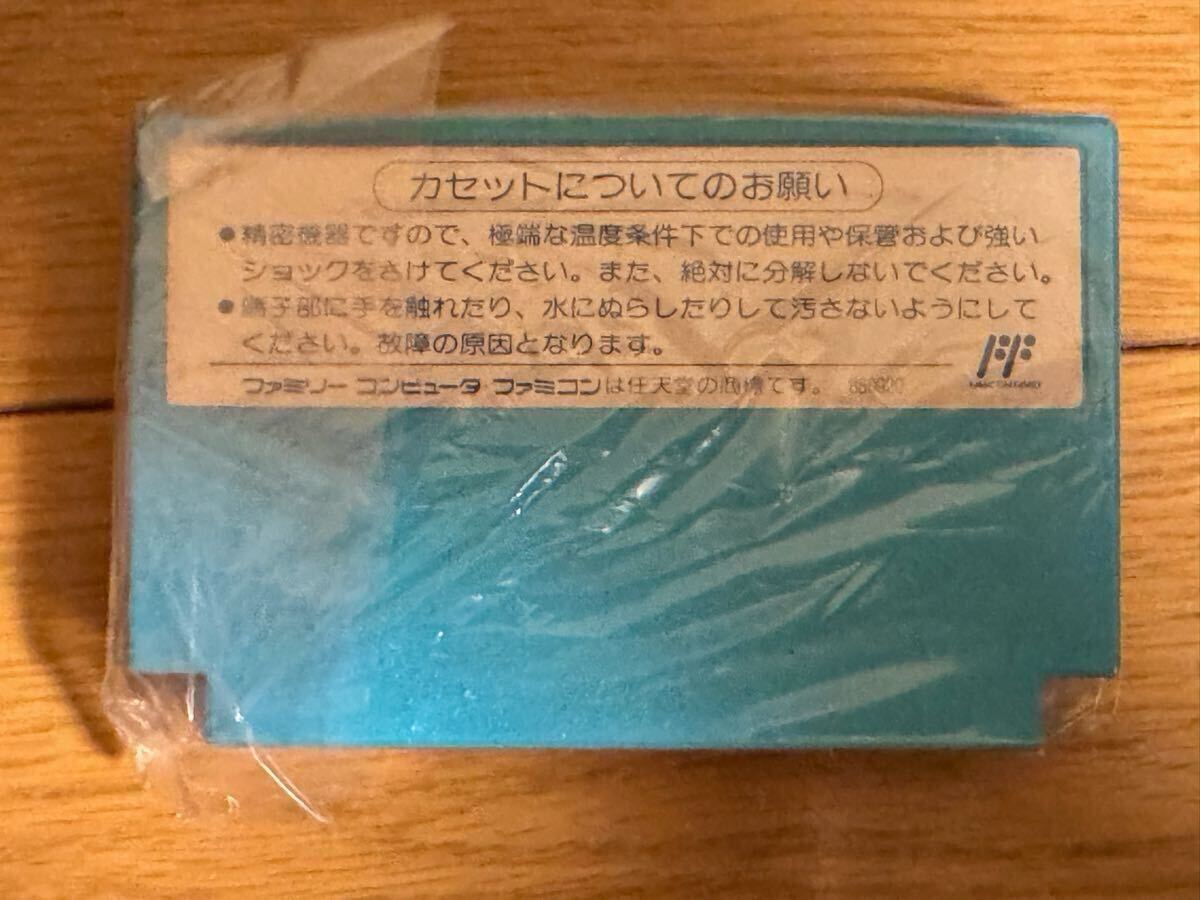 カセットについてのお願い
●精密機器ですので、極端な温度条件下での使用や保管および強い
ショックをさけてください。また、絶対に分解しないでください。
●端子部に手を触れたり、水にぬらしたりして汚さないようにして
ください。故障の原因となります。
ファミリー コンピュータ ファミコンは任天堂の商標です。